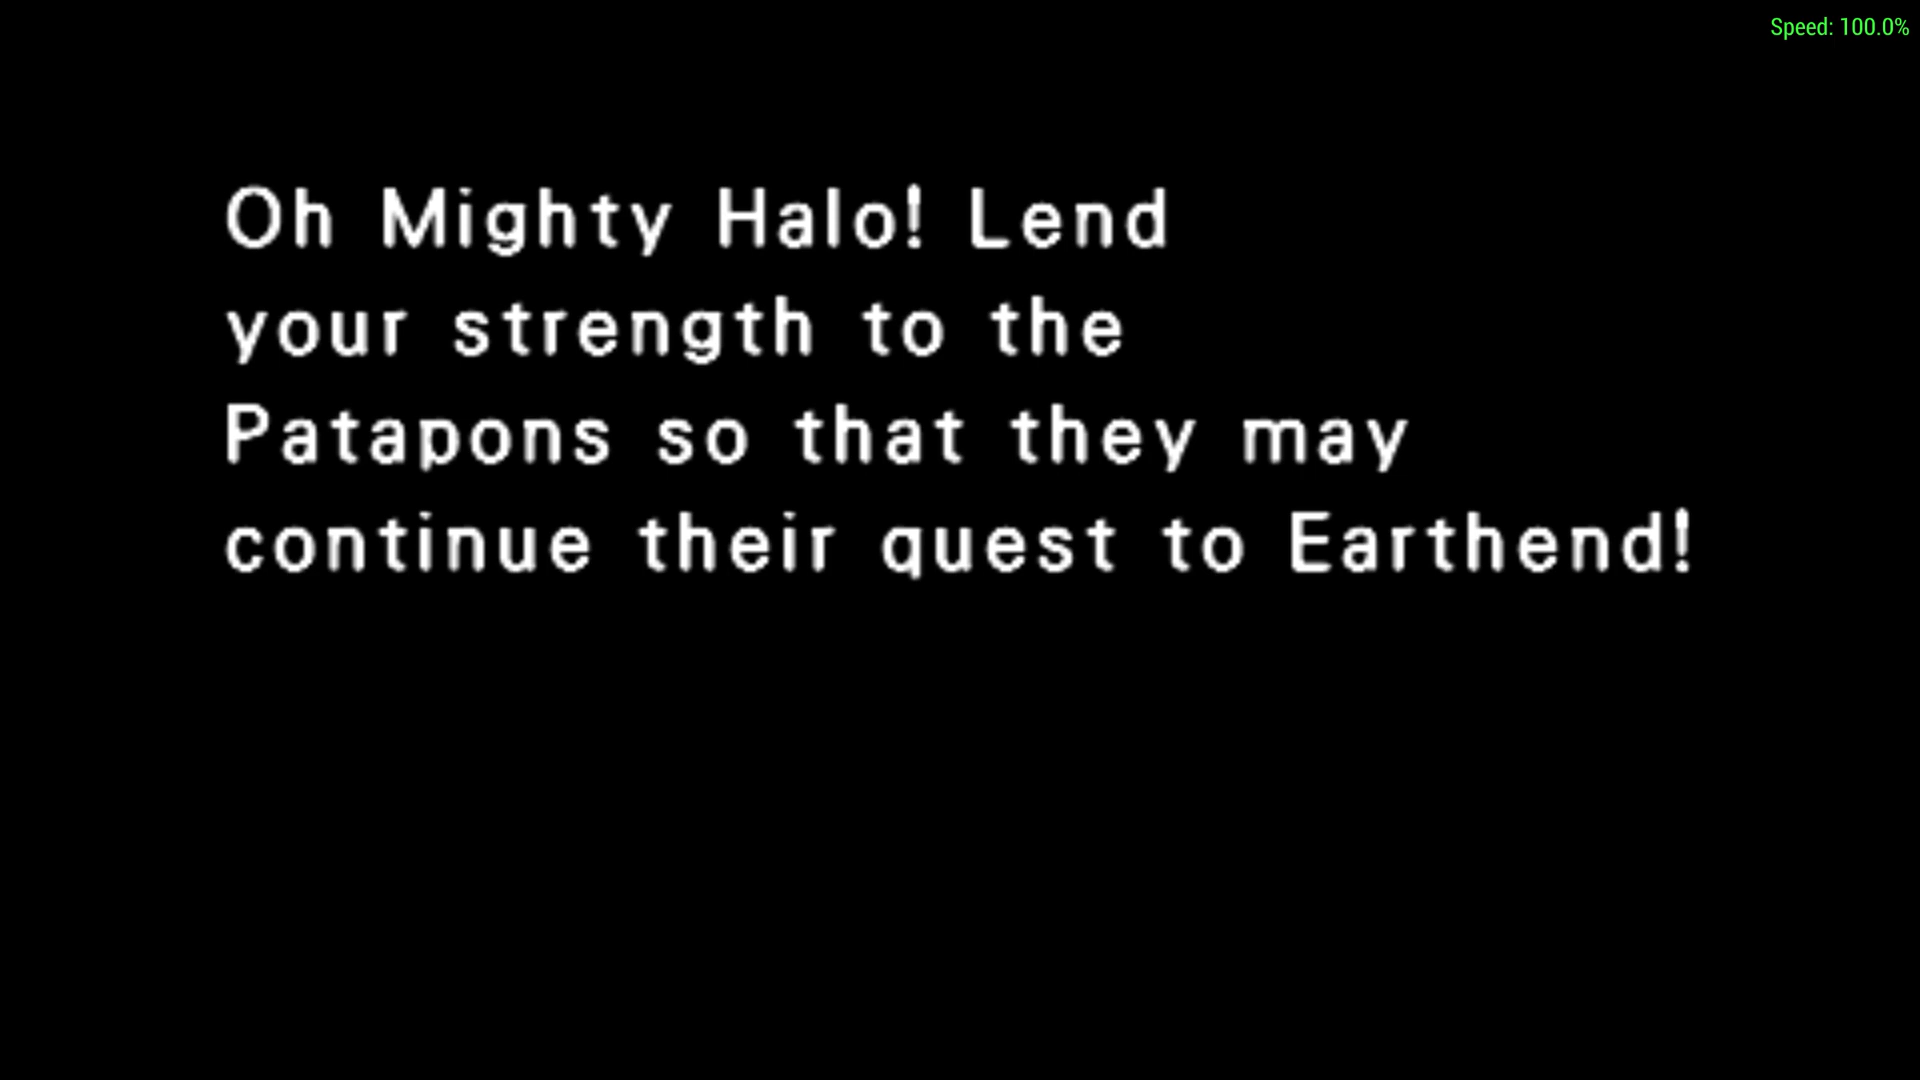 Speed: 100.0%
Oh Mighty Halo! Lend
your strength to the
Patapons so that they may
continue their quest to Earthend!